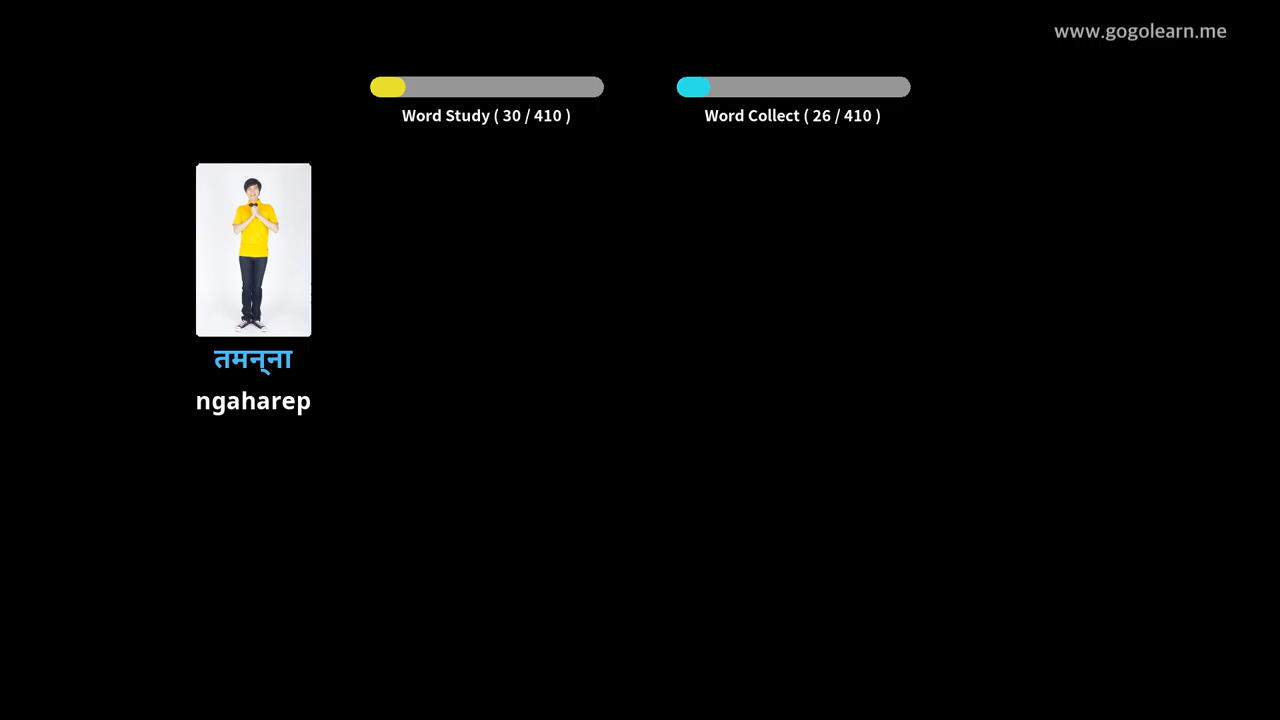 www.gogolearn.me
Word Study ( 30 / 410 )
Word Collect ( 26 / 410 )
तमन्‌ना
ngaharep